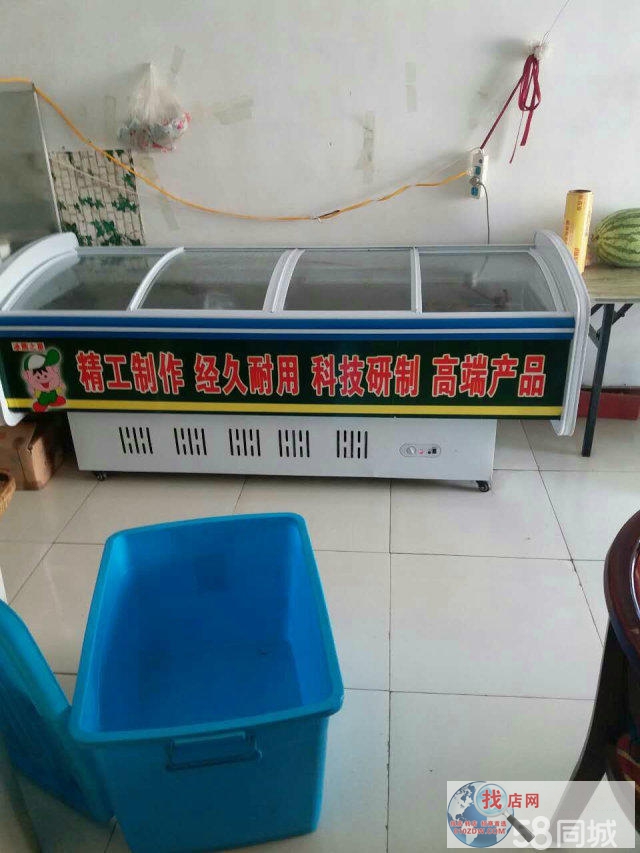 精工制作 经久耐用 科技研制 高端产品
找店网
58同城